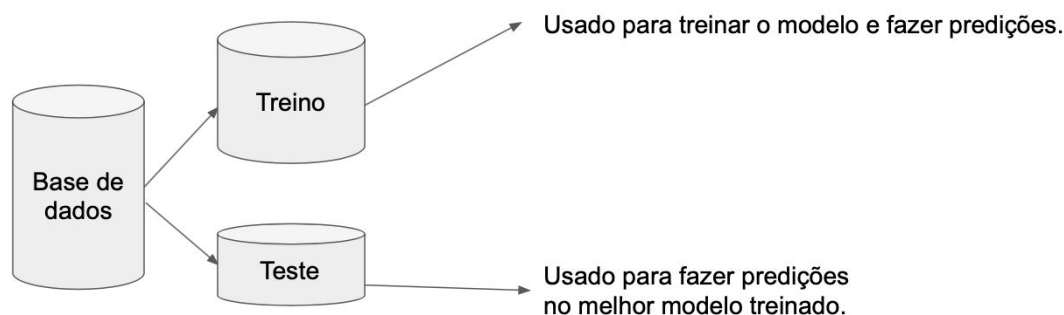 Usado para treinar o modelo e fazer predições.
Treino
Base de
dados
Teste
Usado para fazer predições
no melhor modelo treinado.